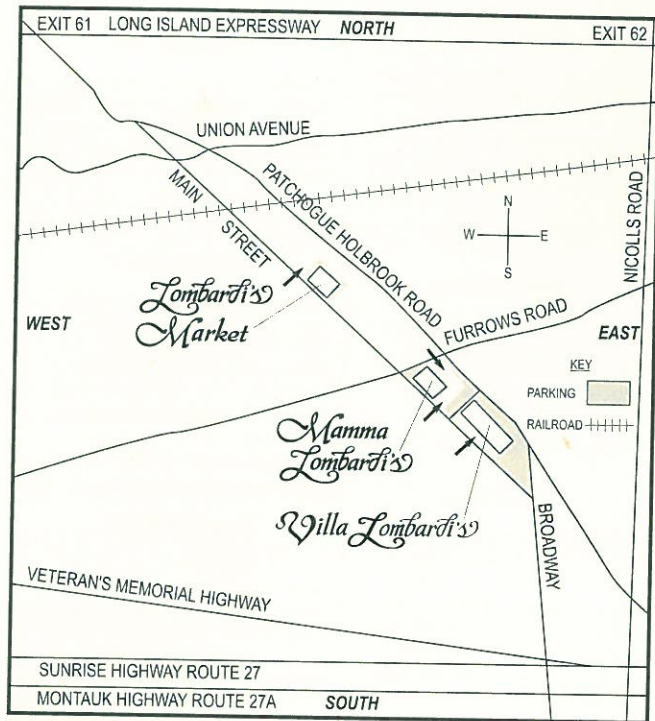 EXIT 61 LONG ISLAND EXPRESSWAY NORTH EXIT 62
UNION AVENUE
MAIN STREET
PATCHOGUE HOLBROOK ROAD
NICOLLS ROAD
N
W E
S
Lombardi's
Market
WEST
FURROWS ROAD
EAST
KEY
PARKING
RAILROAD
Mamma
Lombardi's
Villa Lombardi's
BROADWAY
VETERAN'S MEMORIAL HIGHWAY
SUNRISE HIGHWAY ROUTE 27
MONTAUK HIGHWAY ROUTE 27A SOUTH